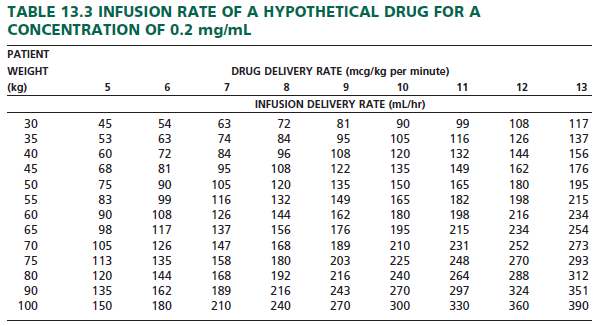 TABLE 13.3 INFUSION RATE OF A HYPOTHETICAL DRUG FOR A
CONCENTRATION OF 0.2 mg/mL
PATIENT
WEIGHT DRUG DELIVERY RATE (mcg/kg per minute)
(kg) 5 6 7 8 9 10 11 12 13
INFUSION DELIVERY RATE (mL/hr)
30 45 54 63 72 81 90 99 108 117
35 53 63 74 84 95 105 116 126 137
40 60 72 84 96 108 120 132 144 156
45 68 81 95 108 122 135 149 162 176
50 75 90 105 120 135 150 165 180 195
55 83 99 116 132 149 165 182 198 215
60 90 108 126 144 162 180 198 216 234
65 98 117 137 156 176 195 215 234 254
70 105 126 147 168 189 210 231 252 273
75 113 135 158 180 203 225 248 270 293
80 120 144 168 192 216 240 264 288 312
90 135 162 189 216 243 270 297 324 351
100 150 180 210 240 270 300 330 360 390